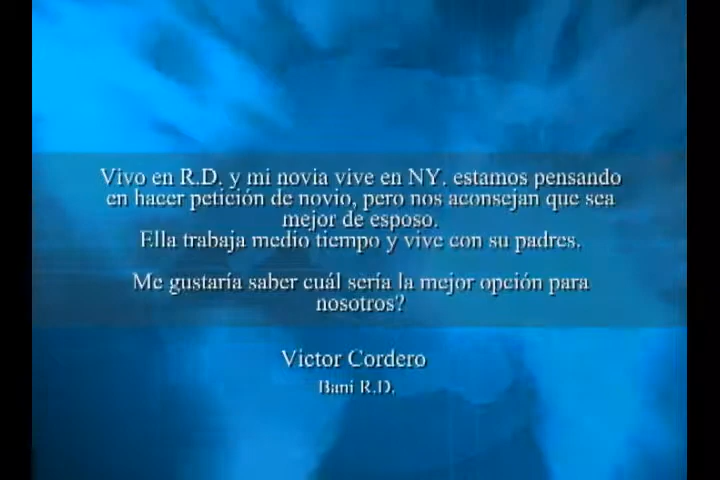 Vivo en R.D. y mi novia vive en NY. estamos pensando
en hacer petición de novio, pero nos aconsejan que sea
mejor de esposo.
Ella trabaja medio tiempo y vive con su padres.
Me gustaría saber cuál sería la mejor opción para
nosotros?
Victor Cordero
Bani R.D.